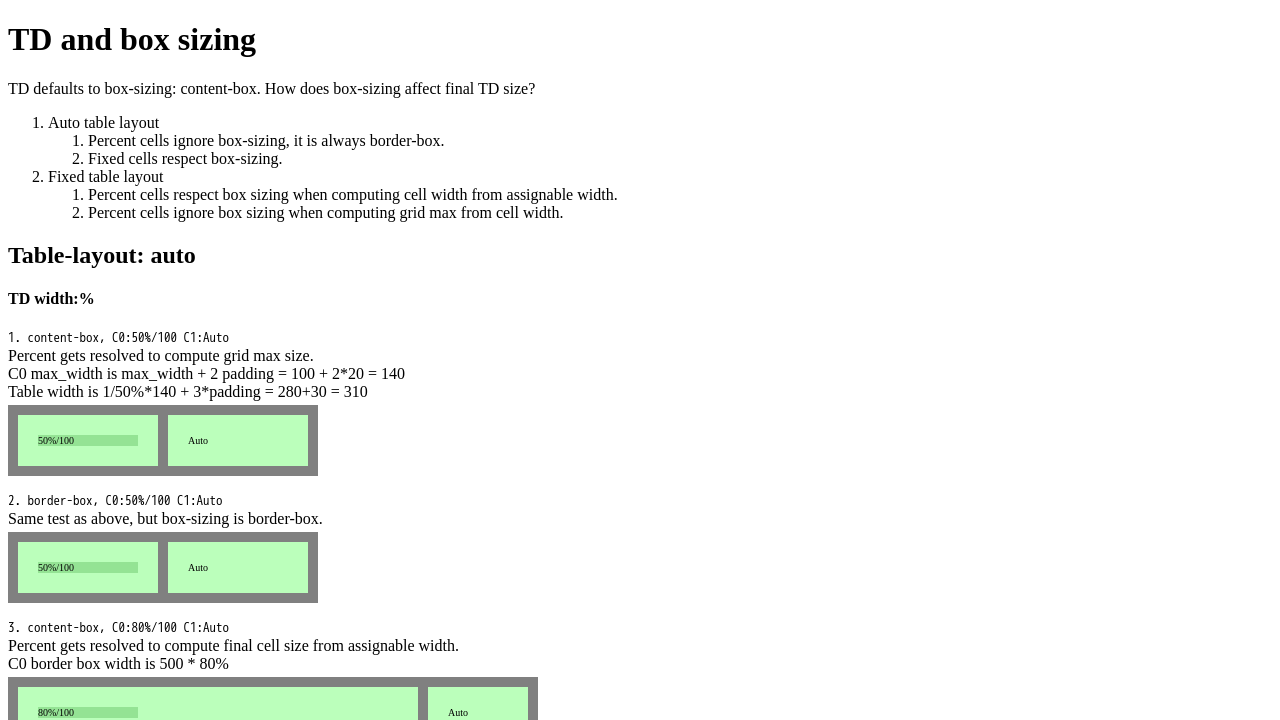 TD and box sizing
TD defaults to box-sizing: content-box. How does box-sizing affect final TD size?
1. Auto table layout
1. Percent cells ignore box-sizing, it is always border-box.
2. Fixed cells respect box-sizing.
2. Fixed table layout
1. Percent cells respect box sizing when computing cell width from assignable width.
2. Percent cells ignore box sizing when computing grid max from cell width.
Table-layout: auto
TD width:%
1. content-box, C0:50%/100 C1:Auto
Percent gets resolved to compute grid max size.
C0 max_width is max_width + 2 padding = 100 + 2*20 = 140
Table width is 1/50%*140 + 3*padding = 280+30 = 310
50%/100 Auto
2. border-box, C0:50%/100 C1:Auto
Same test as above, but box-sizing is border-box.
50%/100 Auto
3. content-box, C0:80%/100 C1:Auto
Percent gets resolved to compute final cell size from assignable width.
C0 border box width is 500 * 80%
80%/100 Auto